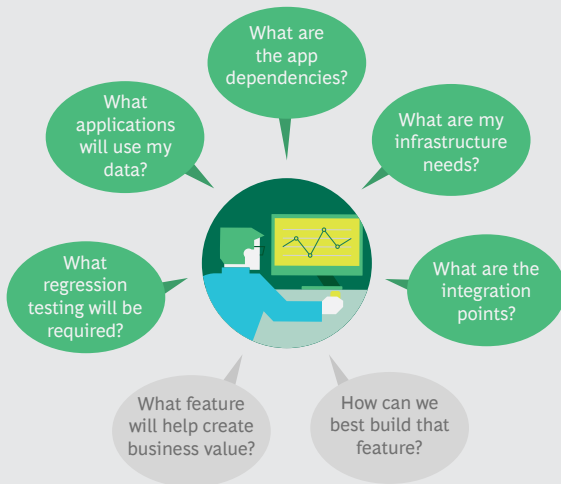 What are
the app
dependencies?
What
applications
will use my
data?
What are my
infrastructure
needs?
What
regression
testing will be
required?
What are the
integration
points?
What feature
will help create
business value?
How can we
best build that
feature?